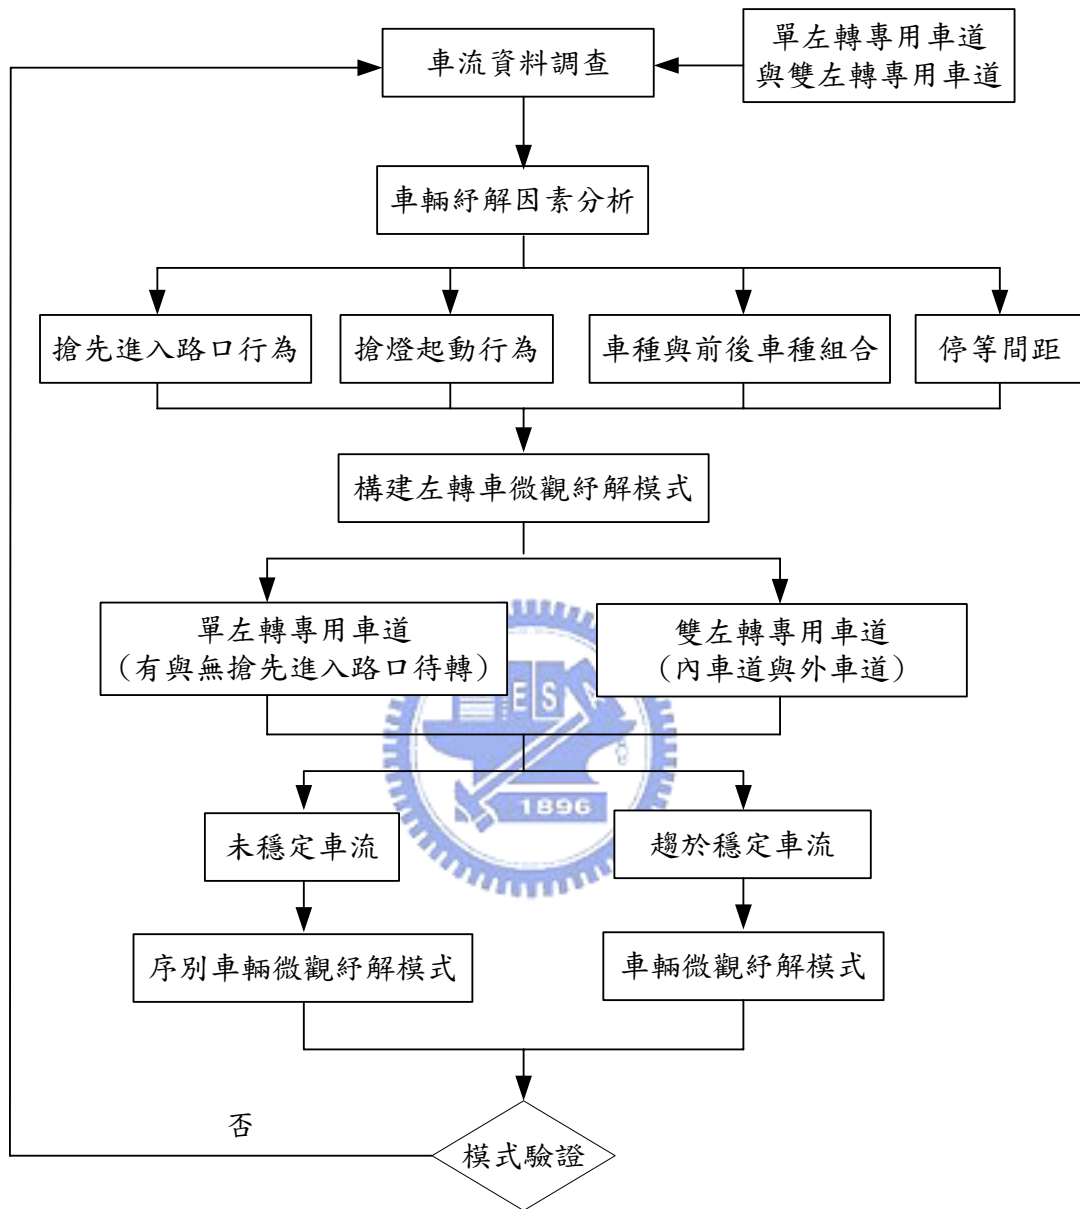 單左轉專用車道
與雙左轉專用車道
車流資料調查
車輛紓解因素分析
搶先進入路口行為
搶燈起動行為
車種與前後車種組合
停等間距
構建左轉車微觀紓解模式
單左轉專用車道
（有與無搶先進入路口待轉）
雙左轉專用車道
（內車道與外車道）
E S
1896
未穩定車流
趨於穩定車流
序別車輛微觀紓解模式
車輛微觀紓解模式
否
模式驗證